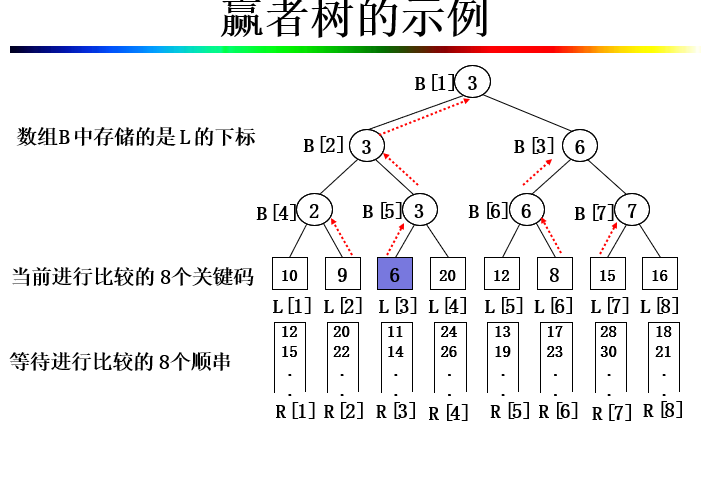 赢者树的示例
B[1] 3
数组B中存储的是L的下标
B[2] 3 B[3] 6
B[4] 2 B[5] 3 B[6] 6 B[7] 7
当前进行比较的 8个关键码 10 9 6 20 12 8 15 16
L[1] L[2] L[3] L[4] L[5] L[6] L[7] L[8]
12 20 11 24 13 17 28 18
等待进行比较的 8个顺串 15 22 14 26 19 23 30 21
. . . . . . . .
. . . . . . . .
R[1] R[2] R[3] R[4] R[5] R[6] R[7] R[8]